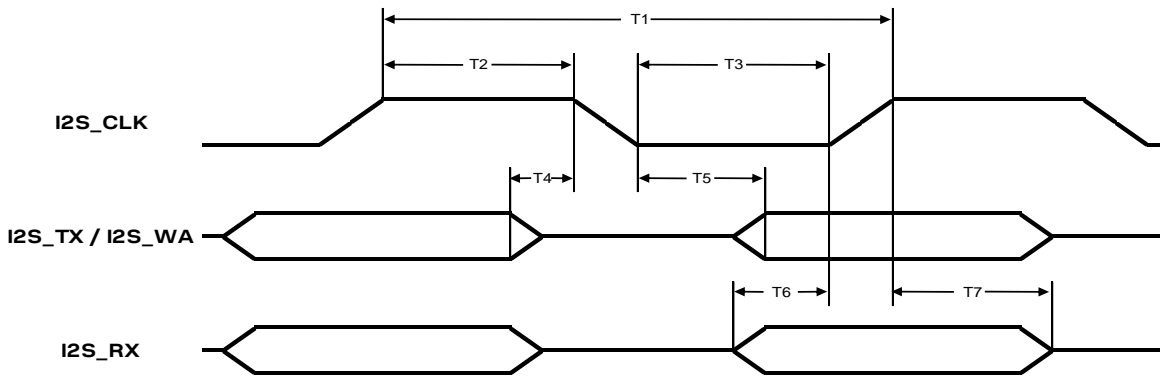 T1
T2
T3
I2S_CLK
T4
T5
I2S_TX / I2S_WA
T6
T7
I2S_RX